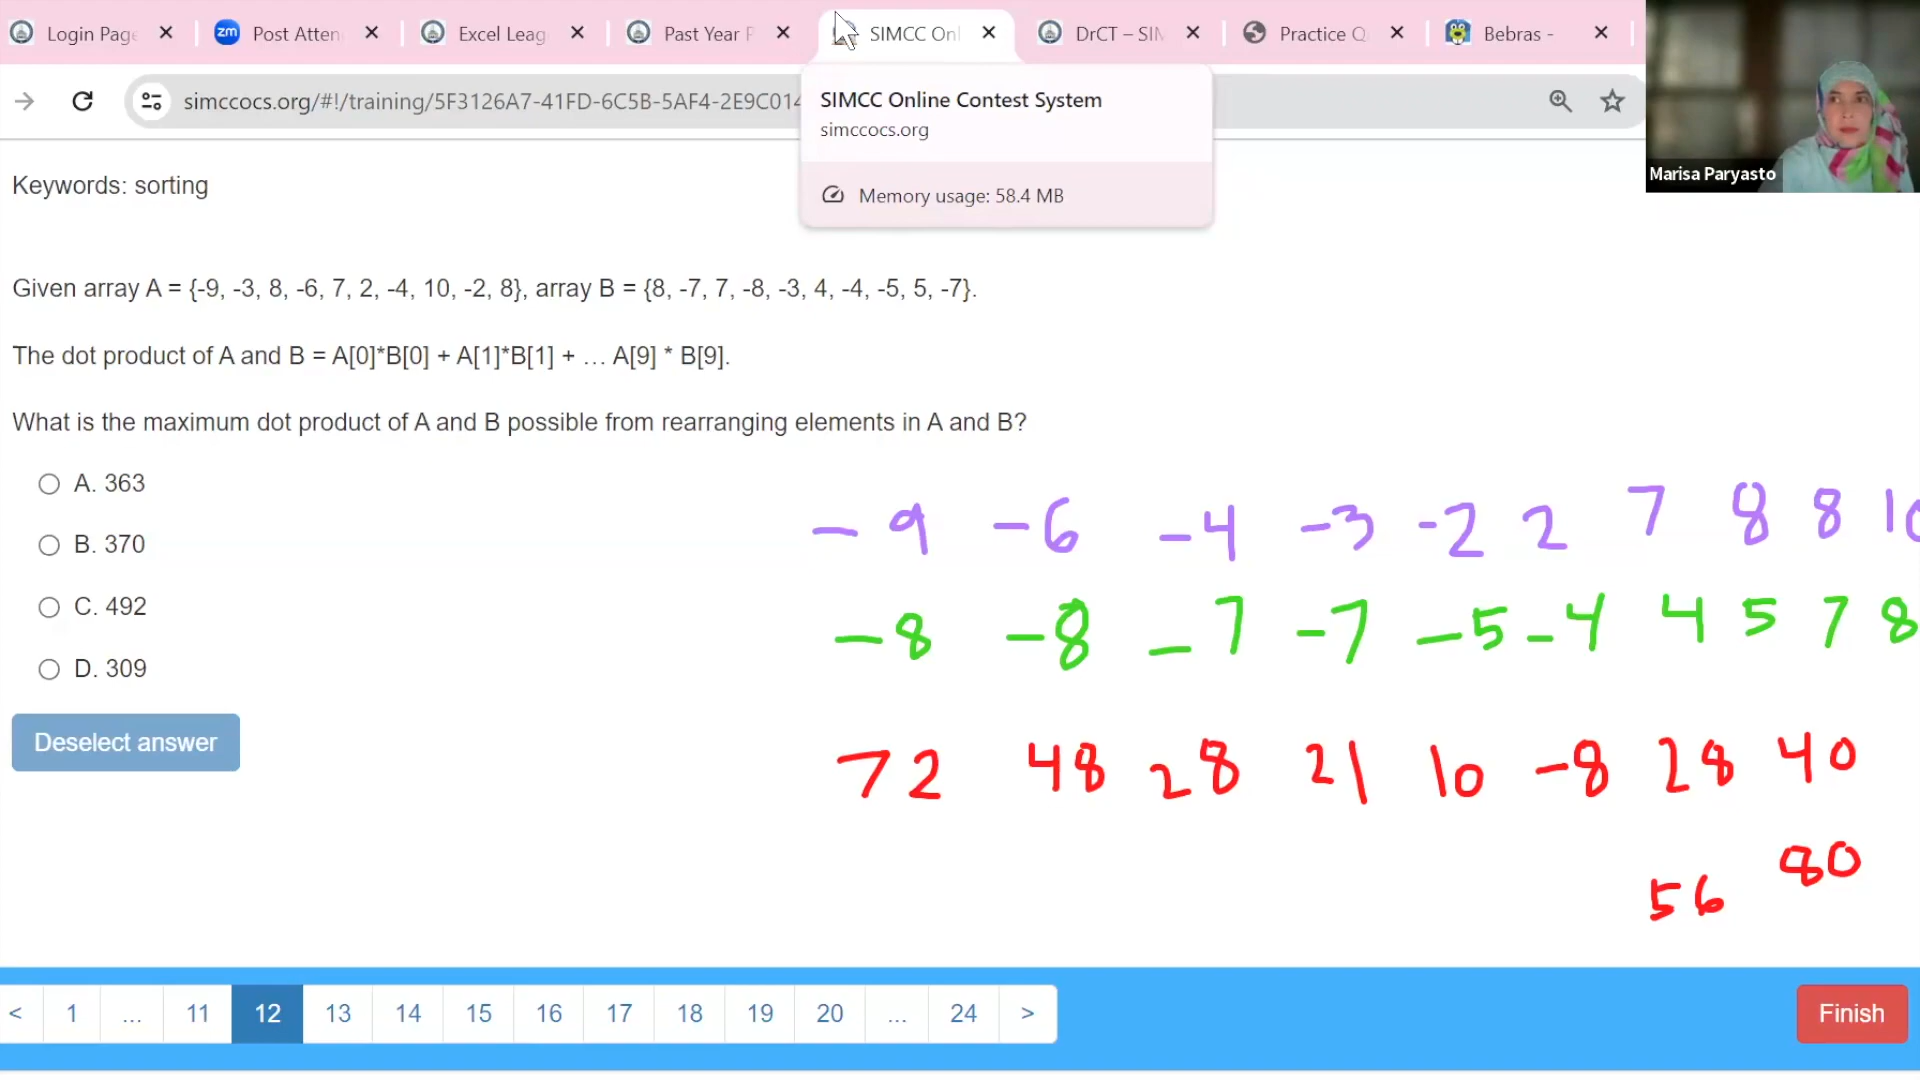 Login Page
Post Atten
Excel Leag
Past Year P
SIMCC Onl
DrCT – SIM
Practice Q
Bebras -
simccocs.org/#!/training/5F3126A7-41FD-6C5B-5AF4-2E9C014
SIMCC Online Contest System
simccocs.org
Memory usage: 58.4 MB
Marisa Paryasto
Keywords: sorting
Given array A = {-9, -3, 8, -6, 7, 2, -4, 10, -2, 8}, array B = {8, -7, 7, -8, -3, 4, -4, -5, 5, -7}.
The dot product of A and B = A[0]*B[0] + A[1]*B[1] + … A[9] * B[9].
What is the maximum dot product of A and B possible from rearranging elements in A and B?
A. 363
B. 370
C. 492
D. 309
Deselect answer
-9 -6 -4 -3 -2 2 7 8 8 10
-8 -8 -7 -7 -5 -4 4 5 7 8
72 48 28 21 10 -8 28 40
56 80
< 1 ... 11 12 13 14 15 16 17 18 19 20 ... 24 >
Finish